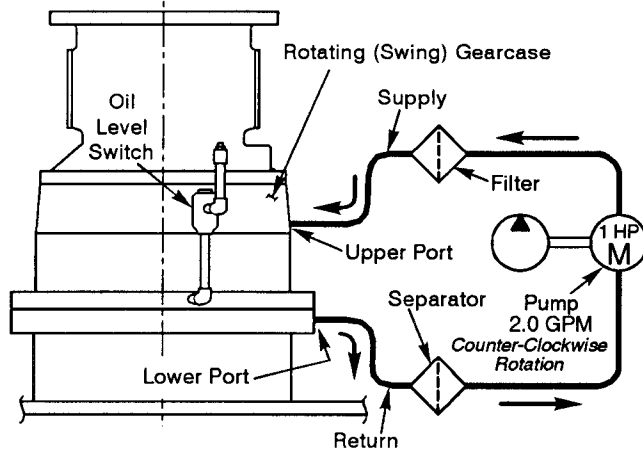 Rotating (Swing) Gearcase
Oil
Level
Switch
Supply
Filter
Upper Port
1 HP
M
Separator
Pump
2.0 GPM
Counter-Clockwise
Rotation
Lower Port
Return